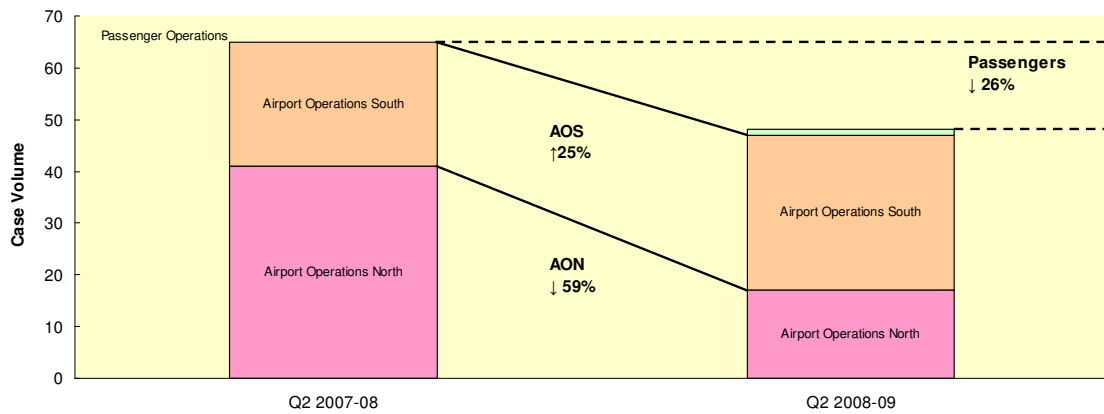 70
60
50
40
30
20
10
0
Case Volume
Passenger Operations
Airport Operations South
Airport Operations North
AOS
↑25%
AON
↓ 59%
Passengers
↓ 26%
Airport Operations South
Airport Operations North
Q2 2007-08
Q2 2008-09